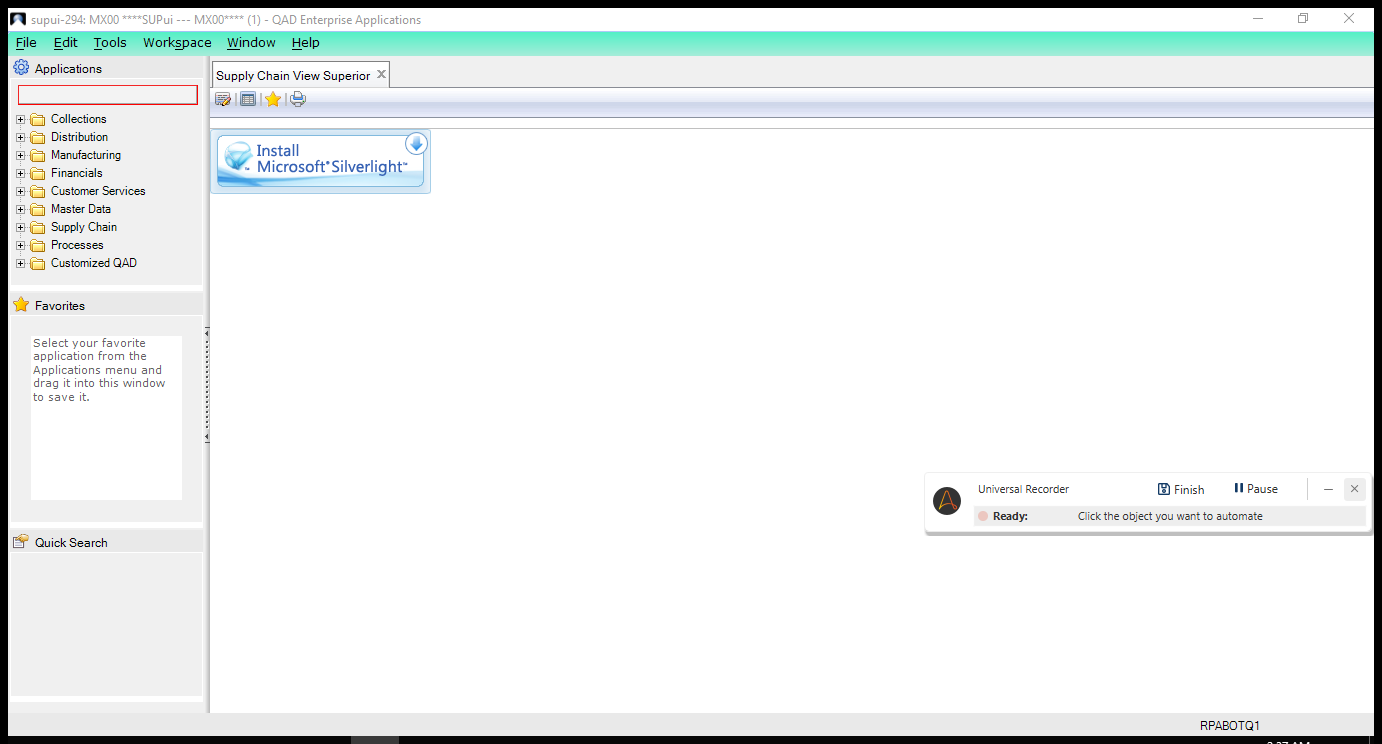 supui-294: MX00 ****SUPui --- MX00**** (1) - QAD Enterprise Applications
File Edit Tools Workspace Window Help
Applications
Collections
Distribution
Manufacturing
Financials
Customer Services
Master Data
Supply Chain
Processes
Customized QAD
Favorites
Select your favorite
application from the
Applications menu and
drag it into this window
to save it.
Quick Search
Supply Chain View Superior
Install
Microsoft® Silverlight™
Universal Recorder Finish Pause
Ready: Click the object you want to automate
RPABOTQ1